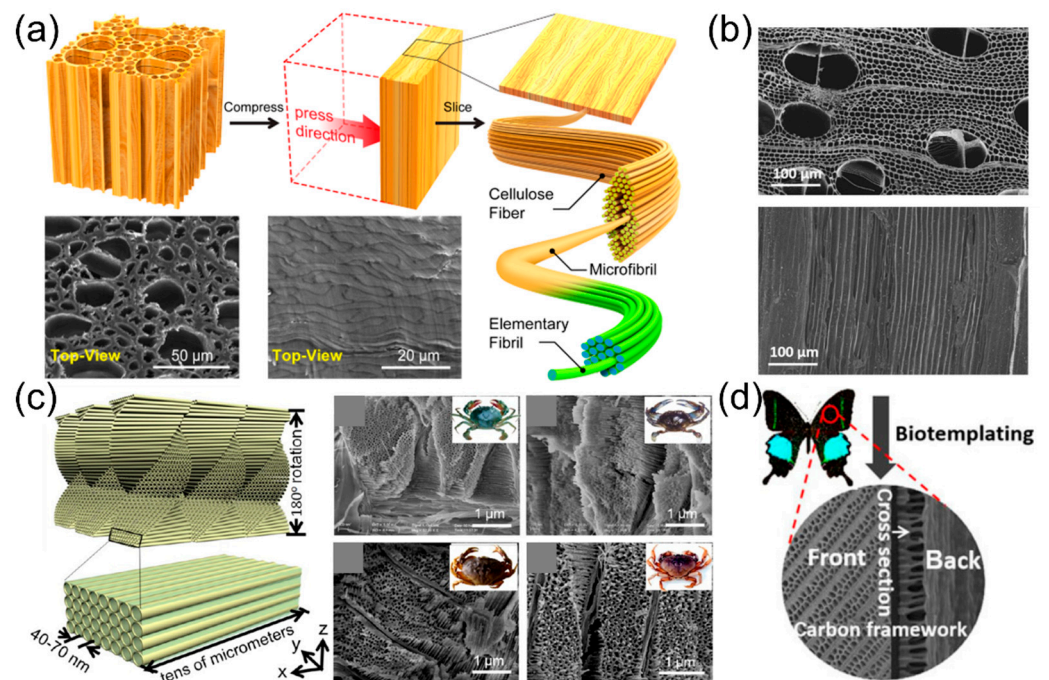 (a)
Compress
press
direction
Slice
Cellulose
Fiber
Microfibril
Elementary
Fibril
Top-View
50 µm
Top-View
20 µm
(b)
100 µm
100 µm
(c)
180º rotation
40-70 nm
tens of micrometers
z
y
x
1 µm
1 µm
1 µm
1 µm
(d)
Biotemplating
Cross section
Front
Back
Carbon framework